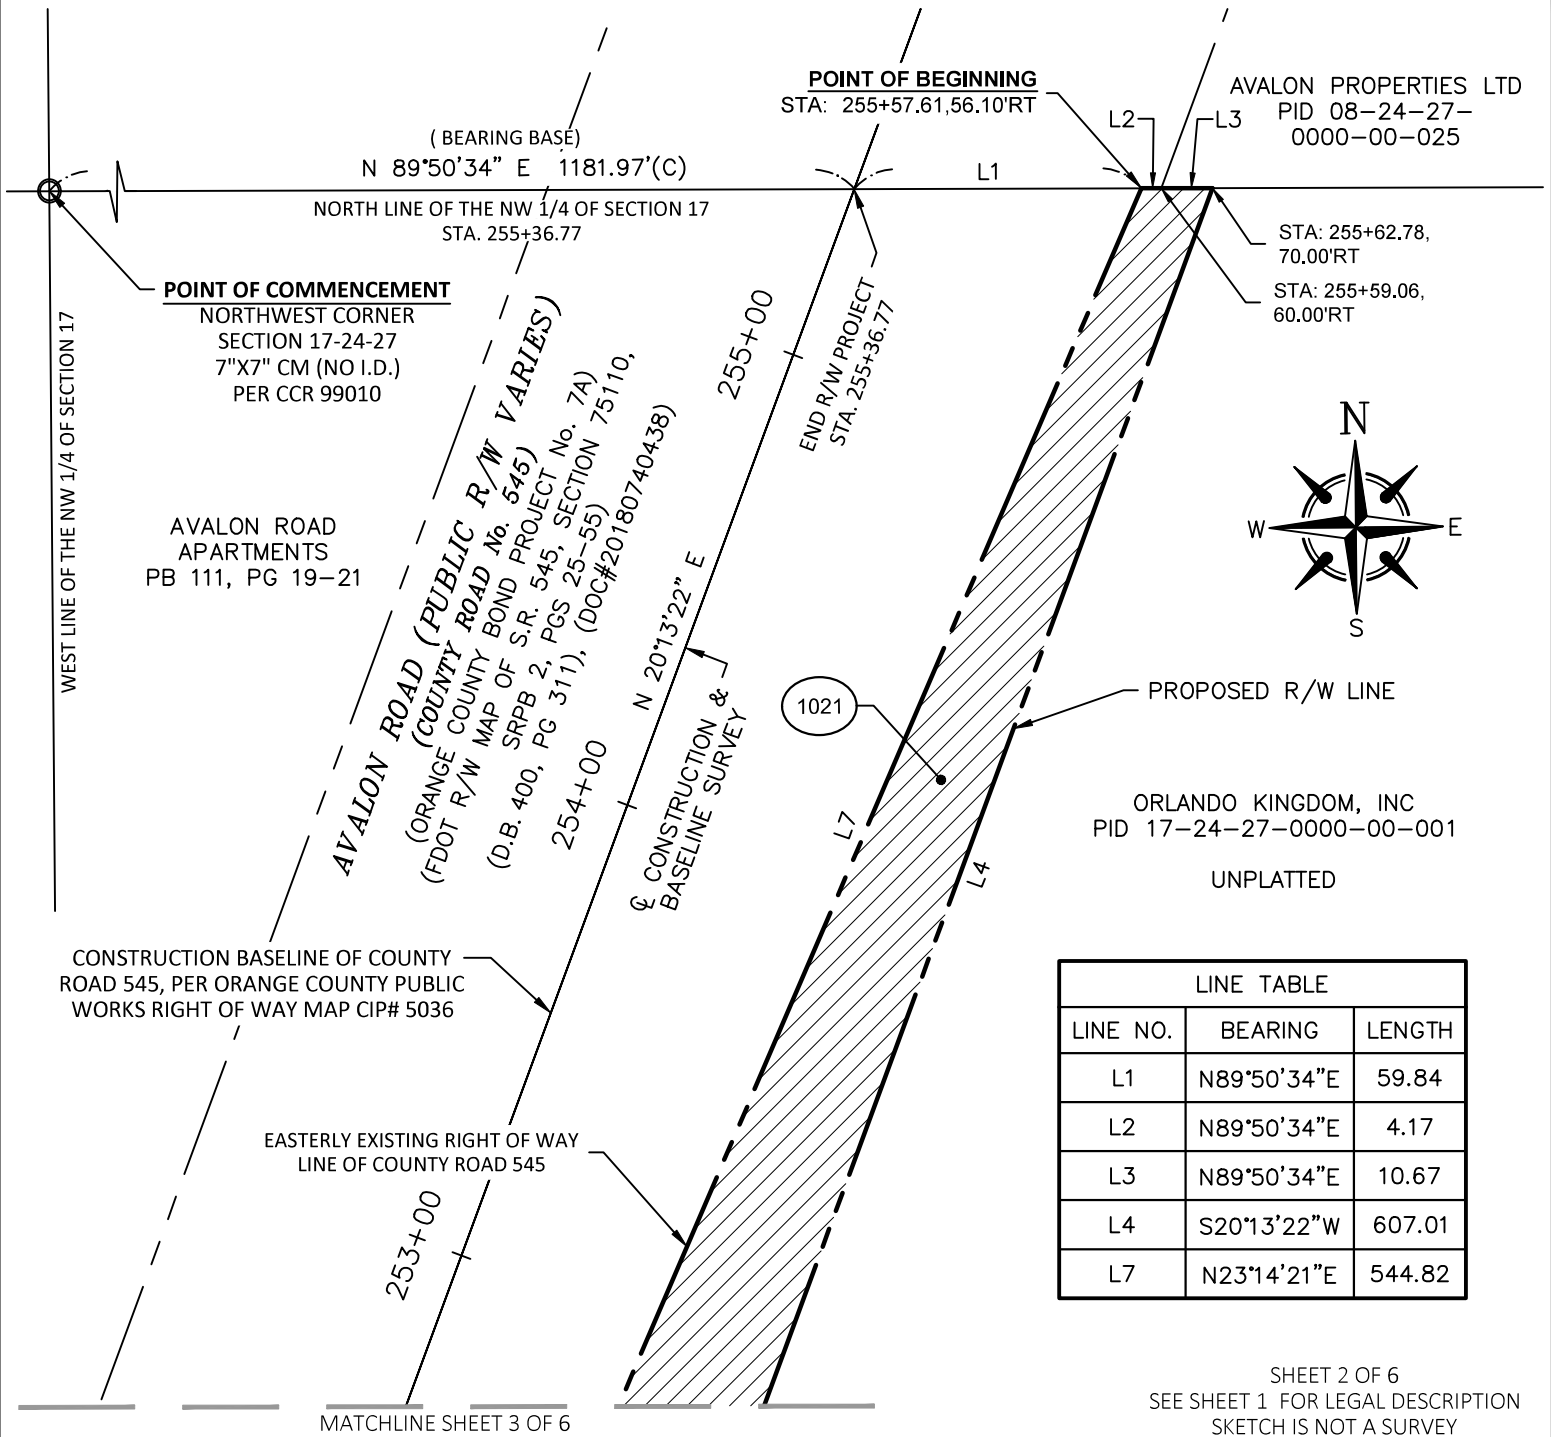 POINT OF BEGINNING
STA: 255+57.61,56.10'RT
AVALON PROPERTIES LTD
PID 08-24-27-
0000-00-025
L2
L3
( BEARING BASE)
N 89°50'34" E 1181.97'(C)
L1
NORTH LINE OF THE NW 1/4 OF SECTION 17
STA. 255+36.77
STA: 255+62.78,
70.00'RT
STA: 255+59.06,
60.00'RT
POINT OF COMMENCEMENT
NORTHWEST CORNER
SECTION 17-24-27
7"X7" CM (NO I.D.)
PER CCR 99010
WEST LINE OF THE NW 1/4 OF SECTION 17
AVALON ROAD
APARTMENTS
PB 111, PG 19-21
AVALON ROAD (PUBLIC R/W VARIES)
(COUNTY ROAD No. 545)
(ORANGE COUNTY BOND PROJECT No. 7A)
(FDOT R/W MAP OF S.R. 545, SECTION 75110,
SRPB 2, PGS 25-55)
(D.B. 400, PG 311), (DOC#20180740438)
255+00
END R/W PROJECT
STA. 255+36.77
N 20°13'22" E
254+00
℄ CONSTRUCTION &
BASELINE SURVEY
N
W
E
S
1021
PROPOSED R/W LINE
L7
L4
ORLANDO KINGDOM, INC
PID 17-24-27-0000-00-001
UNPLATTED
CONSTRUCTION BASELINE OF COUNTY
ROAD 545, PER ORANGE COUNTY PUBLIC
WORKS RIGHT OF WAY MAP CIP# 5036
EASTERLY EXISTING RIGHT OF WAY
LINE OF COUNTY ROAD 545
253+00
LINE TABLE
LINE NO. BEARING LENGTH
L1 N89°50'34"E 59.84
L2 N89°50'34"E 4.17
L3 N89°50'34"E 10.67
L4 S20°13'22"W 607.01
L7 N23°14'21"E 544.82
MATCHLINE SHEET 3 OF 6
SHEET 2 OF 6
SEE SHEET 1 FOR LEGAL DESCRIPTION
SKETCH IS NOT A SURVEY